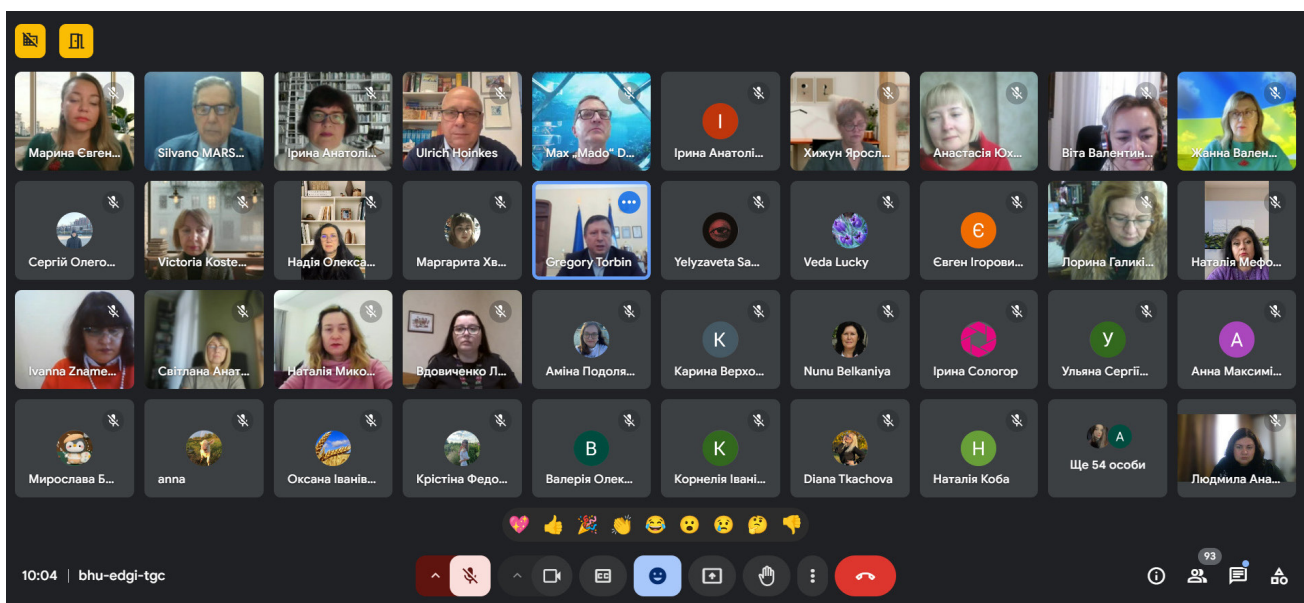 Марина Євген...
Silvano MARS...
Ірина Анатолі...
Ulrich Hoinkes
Max „Mado" D...
І
Ірина Анатолі...
Хижун Яросл...
Анастасія Юх...
Віта Валентин...
Жанна Вален...
Сергій Олего...
Victoria Koste...
Надія Олекса...
Маргарита Хв...
Gregory Torbin
Yelyzaveta Sa...
Veda Lucky
Є
Євген Ігорови...
Лорина Галикі...
Наталія Мефо...
Ivanna Zname...
Світлана Анат...
Наталія Мико...
Вдовиченко Л...
Аміна Подоля...
К
Карина Верхо...
Nunu Belkaniya
Ірина Сологор
У
Уляна Сергії...
А
Анна Максимі...
Мирослава Б...
anna
Оксана Іванів...
Крістіна Федо...
В
Валерія Олек...
К
Корнелія Івані...
Diana Tkachova
Н
Наталія Коба
А
Ще 54 особи
Людмила Ана...
10:04 | bhu-edgi-tgc
CC
93